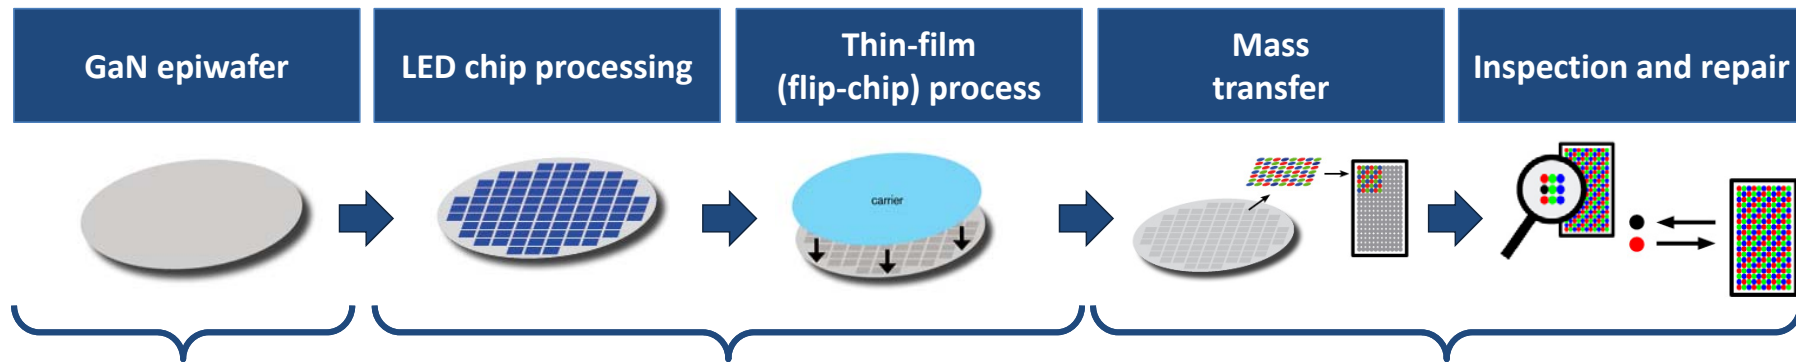 GaN epiwafer
LED chip processing
Thin-film
(flip-chip) process
Mass
transfer
Inspection and repair
carrier